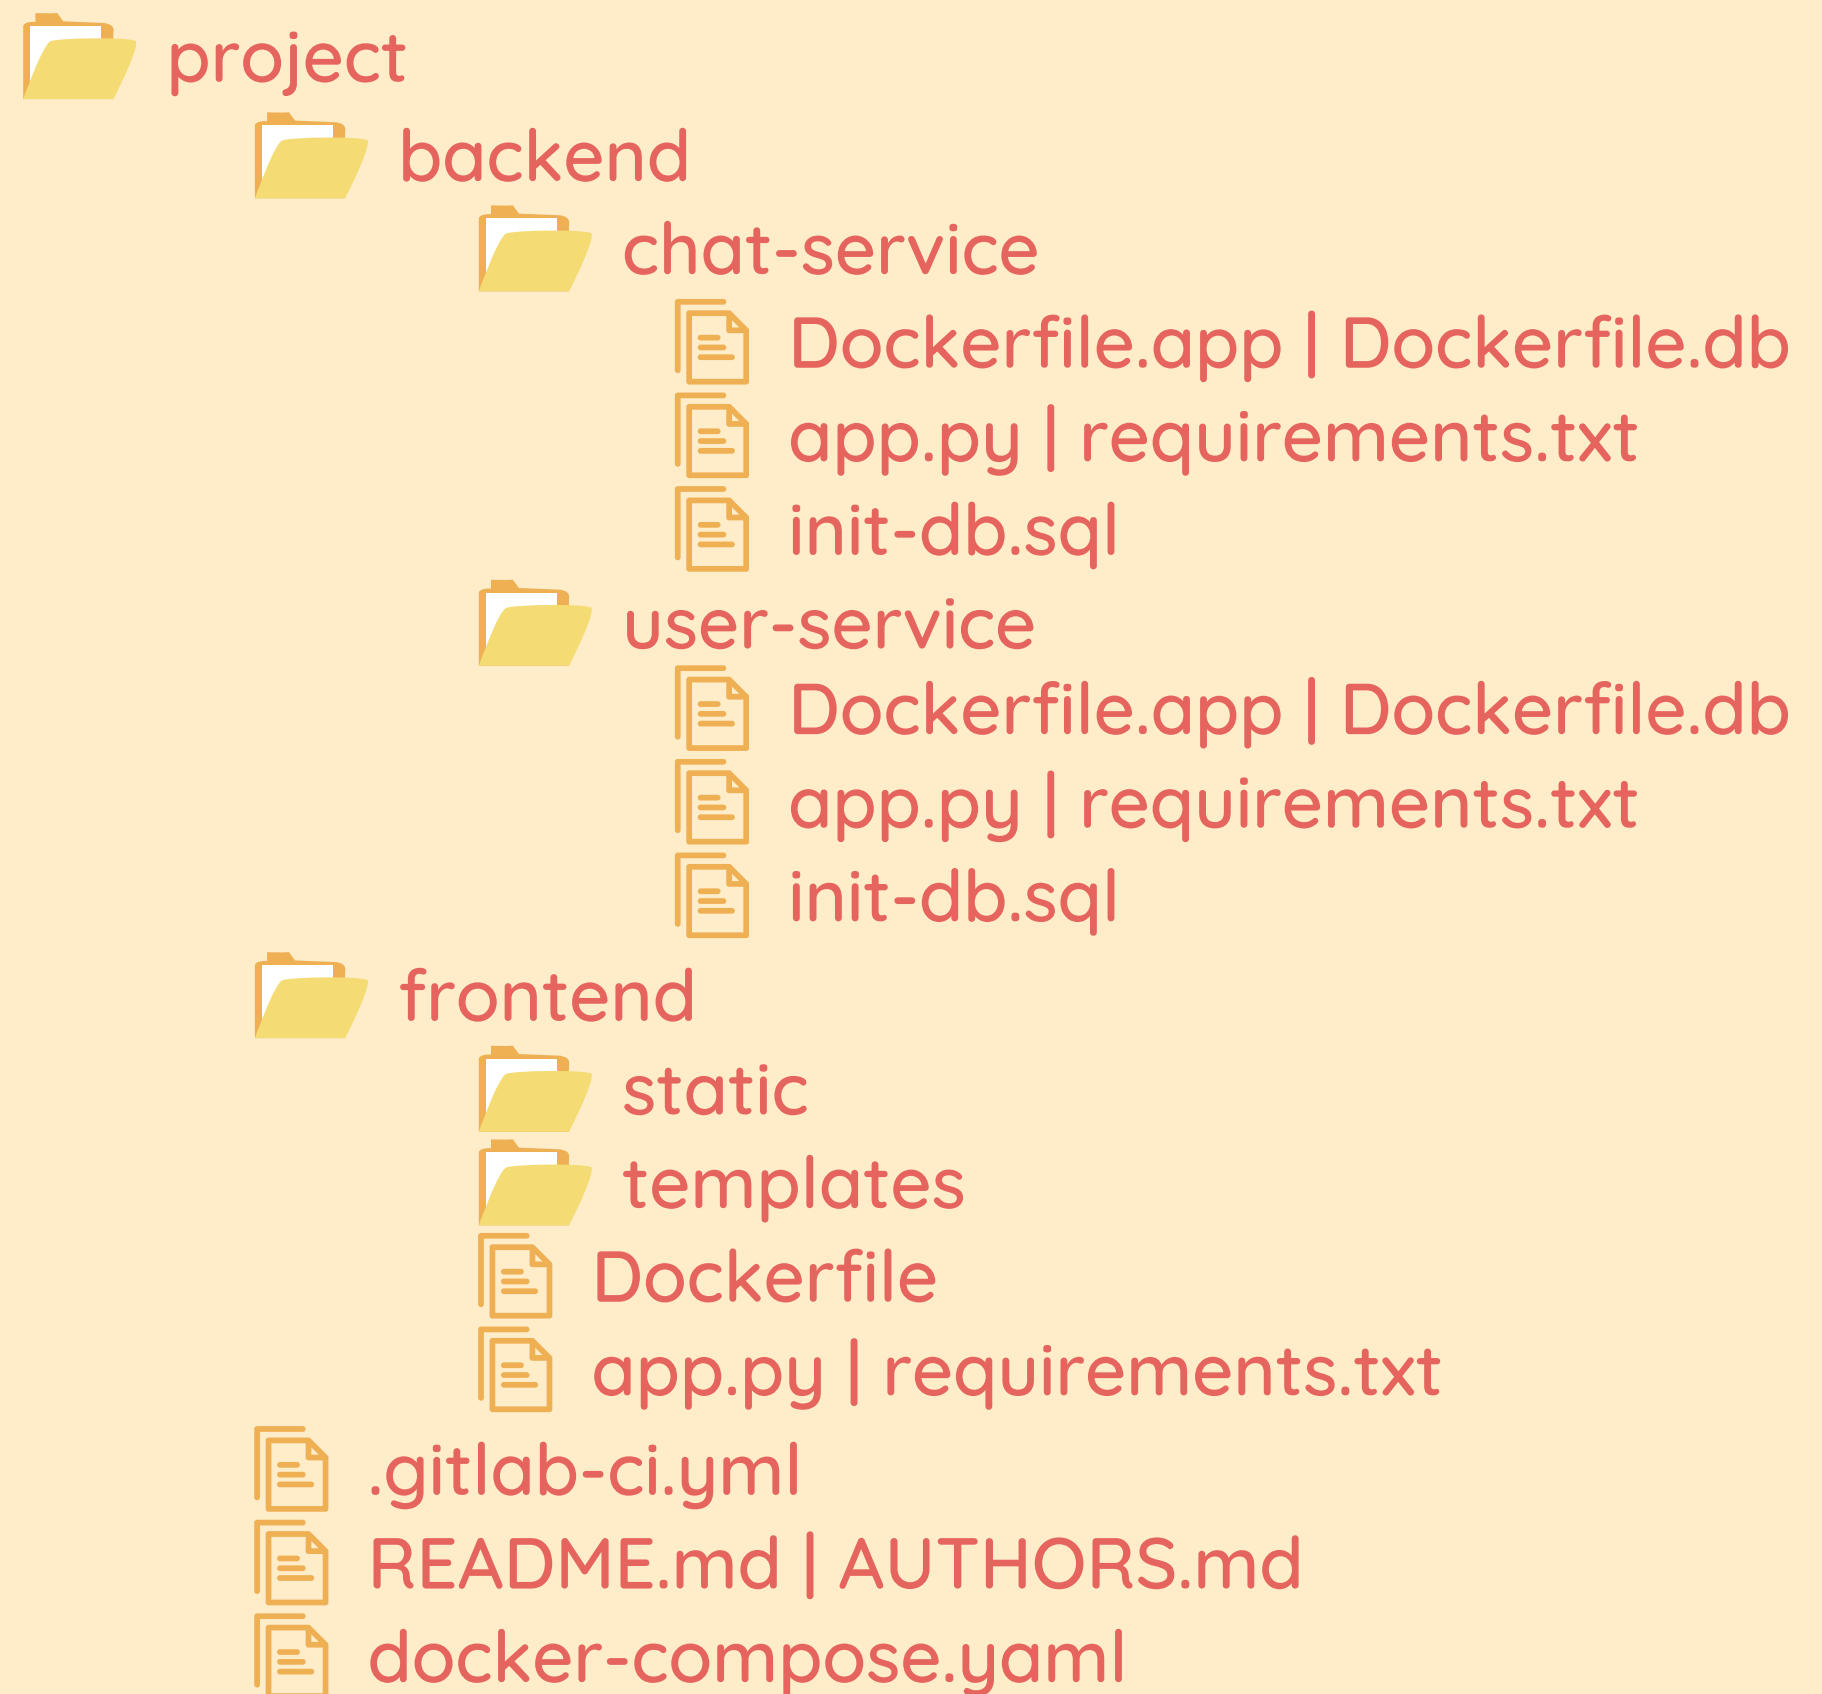 project
backend
chat-service
Dockerfile.app | Dockerfile.db
app.py | requirements.txt
init-db.sql
user-service
Dockerfile.app | Dockerfile.db
app.py | requirements.txt
init-db.sql
frontend
static
templates
Dockerfile
app.py | requirements.txt
.gitlab-ci.yml
README.md | AUTHORS.md
docker-compose.yaml